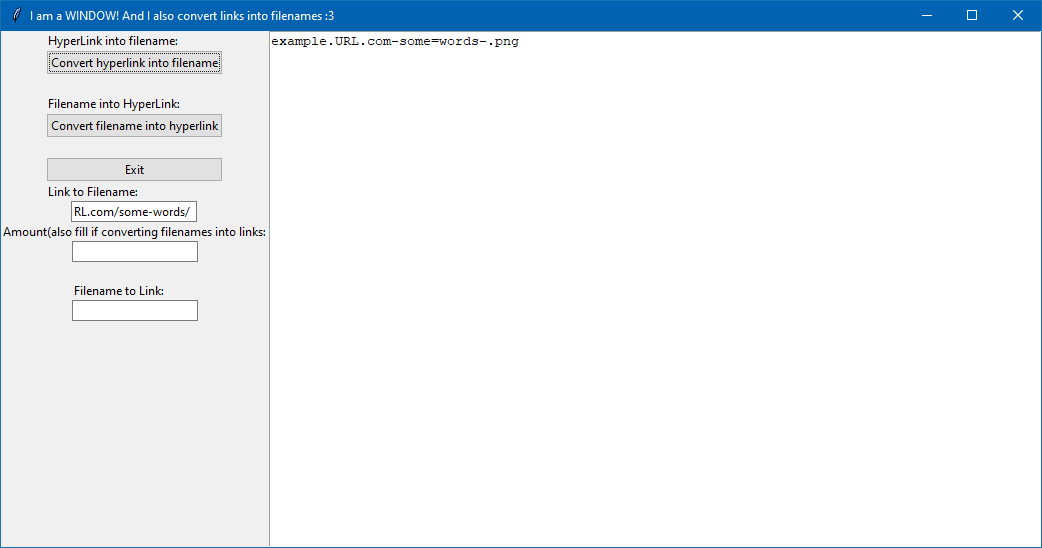 I am a WINDOW! And I also convert links into filenames :3
HyperLink into filename:
Convert hyperlink into filename
Filename into HyperLink:
Convert filename into hyperlink
Exit
Link to Filename:
RL.com/some-words/
Amount(also fill if converting filenames into links:
Filename to Link:
example.URL.com-some=words-.png